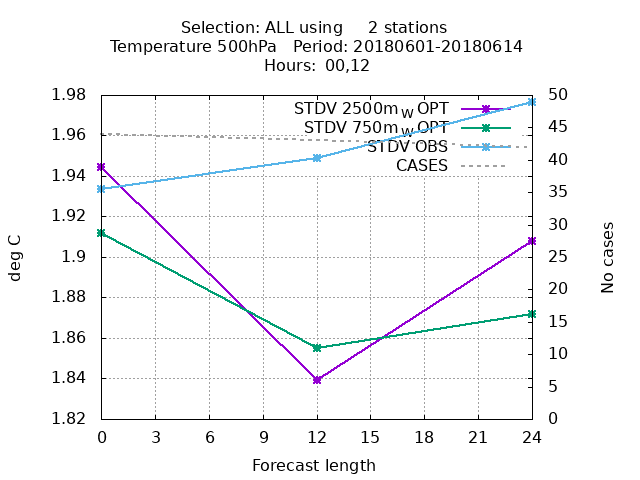 Selection: ALL using     2 stations
Temperature 500hPa   Period: 20180601-20180614
Hours: 00,12
STDV 2500m W OPT
STDV 750m W OPT
STDV OBS
CASES
1.98
1.96
1.94
1.92
1.9
1.88
1.86
1.84
1.82
deg C
50
45
40
35
30
25
20
15
10
5
0
No cases
0 3 6 9 12 15 18 21 24
Forecast length